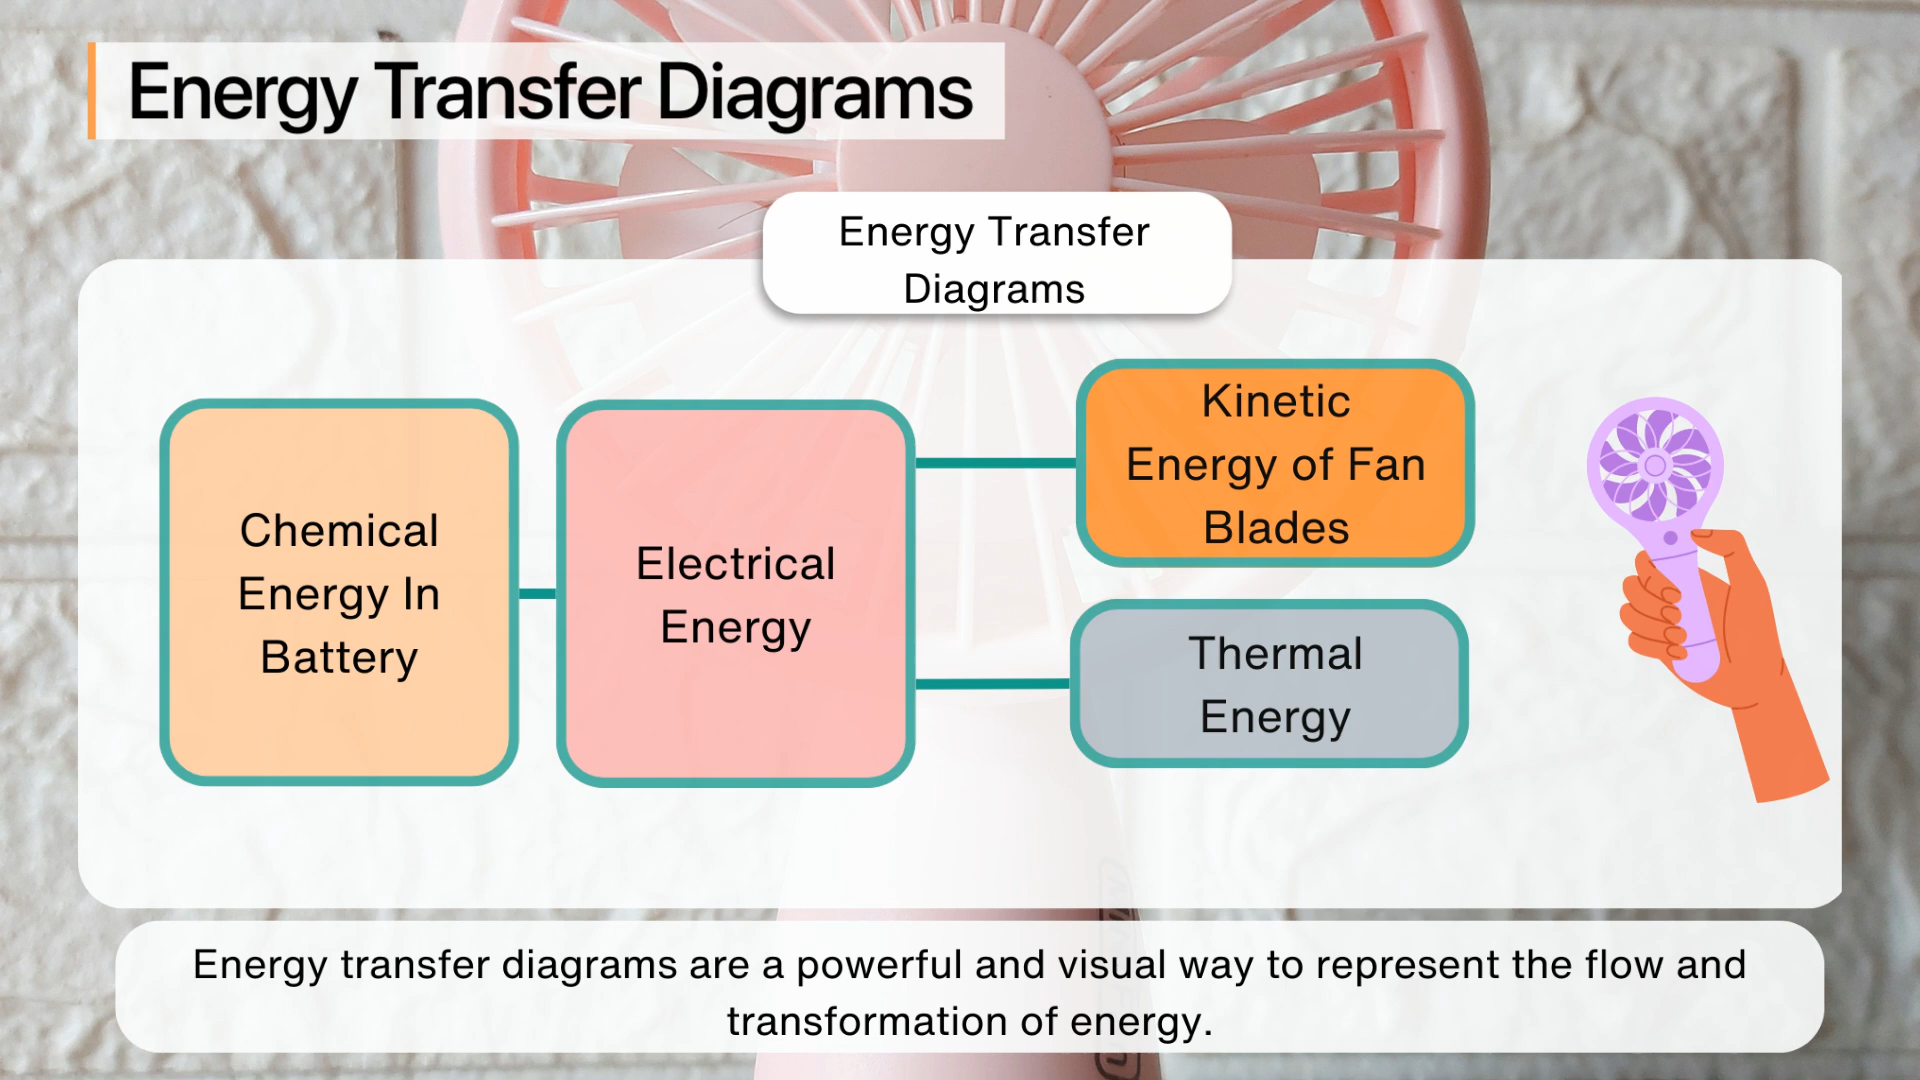 Energy Transfer Diagrams
Energy Transfer
Diagrams
Chemical
Energy In
Battery
Electrical
Energy
Kinetic
Energy of Fan
Blades
Thermal
Energy
Energy transfer diagrams are a powerful and visual way to represent the flow and
transformation of energy.